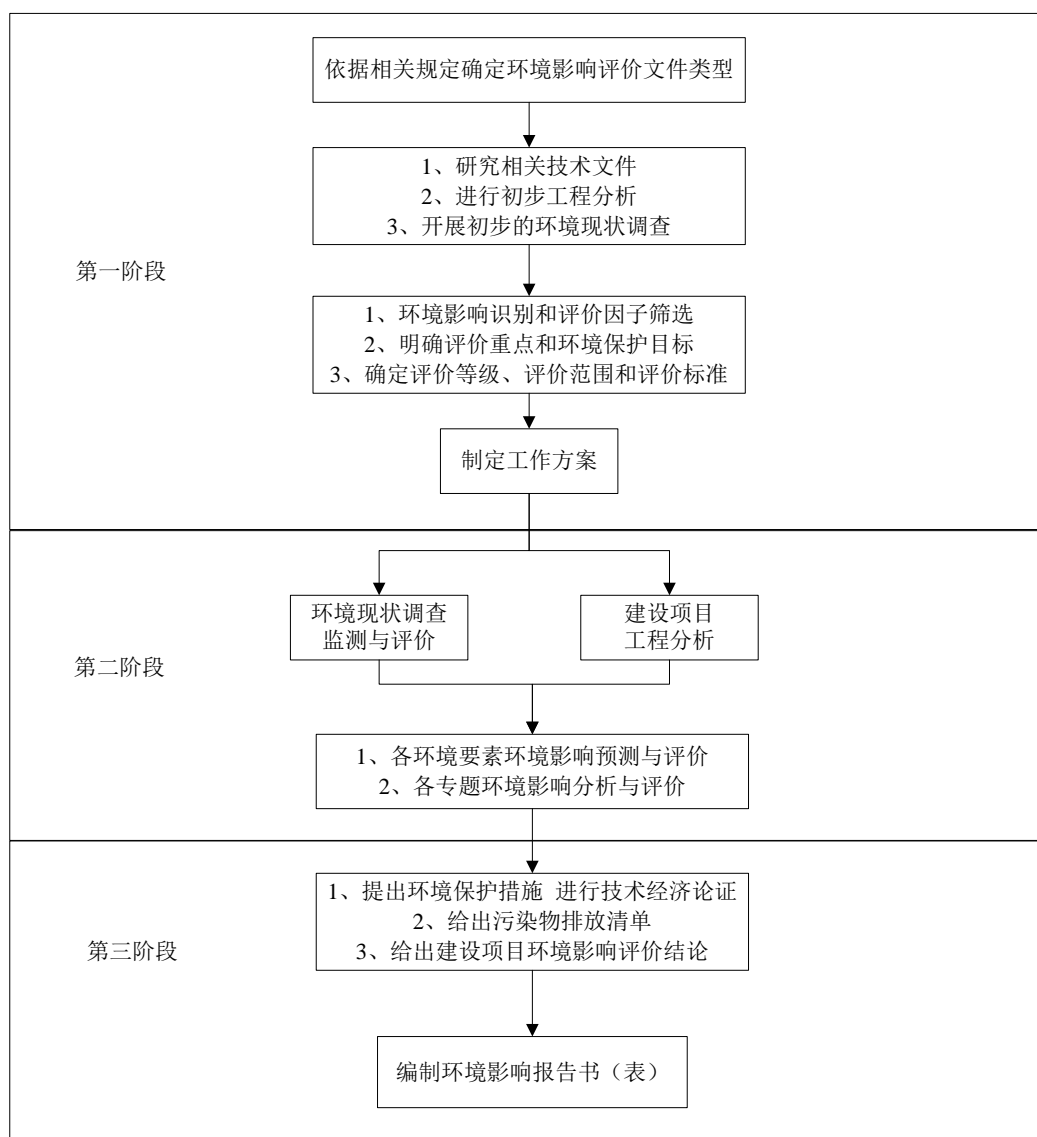 依据相关规定确定环境影响评价文件类型
1、研究相关技术文件
2、进行初步工程分析
3、开展初步的环境现状调查
第一阶段
1、环境影响识别和评价因子筛选
2、明确评价重点和环境保护目标
3、确定评价等级、评价范围和评价标准
制定工作方案
环境现状调查
监测与评价
建设项目
工程分析
第二阶段
1、各环境要素环境影响预测与评价
2、各专题环境影响分析与评价
1、提出环境保护措施 进行技术经济论证
2、给出污染物排放清单
3、给出建设项目环境影响评价结论
第三阶段
编制环境影响报告书（表）